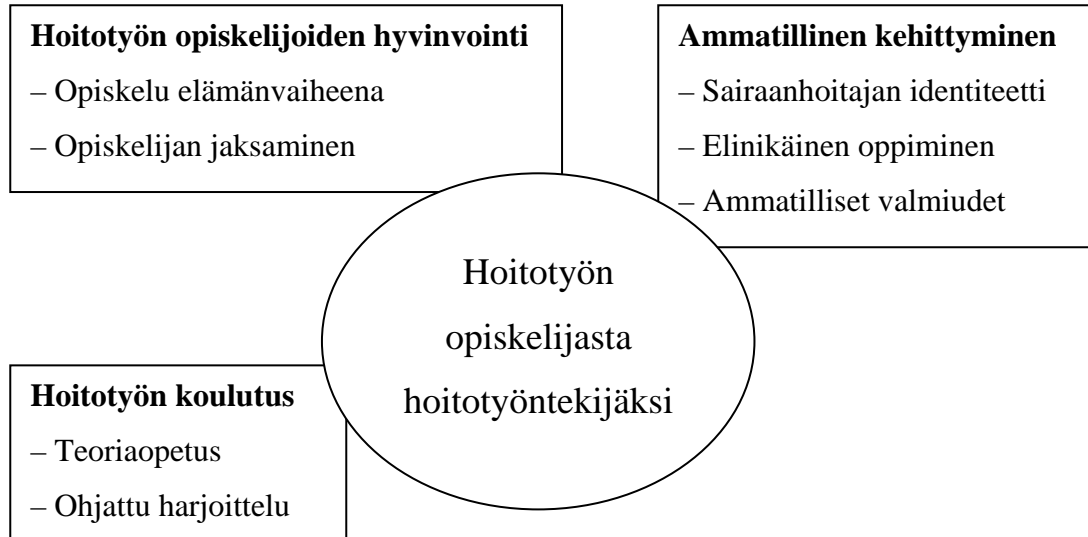 Hoitotyön opiskelijoiden hyvinvointi
– Opiskelu elämänvaiheena
– Opiskelijan jaksaminen
Ammatillinen kehittyminen
– Sairaanhoitajan identiteetti
– Elinikäinen oppiminen
– Ammatilliset valmiudet
Hoitotyön
opiskelijasta
hoitotyöntekijäksi
Hoitotyön koulutus
– Teoriaopetus
– Ohjattu harjoittelu